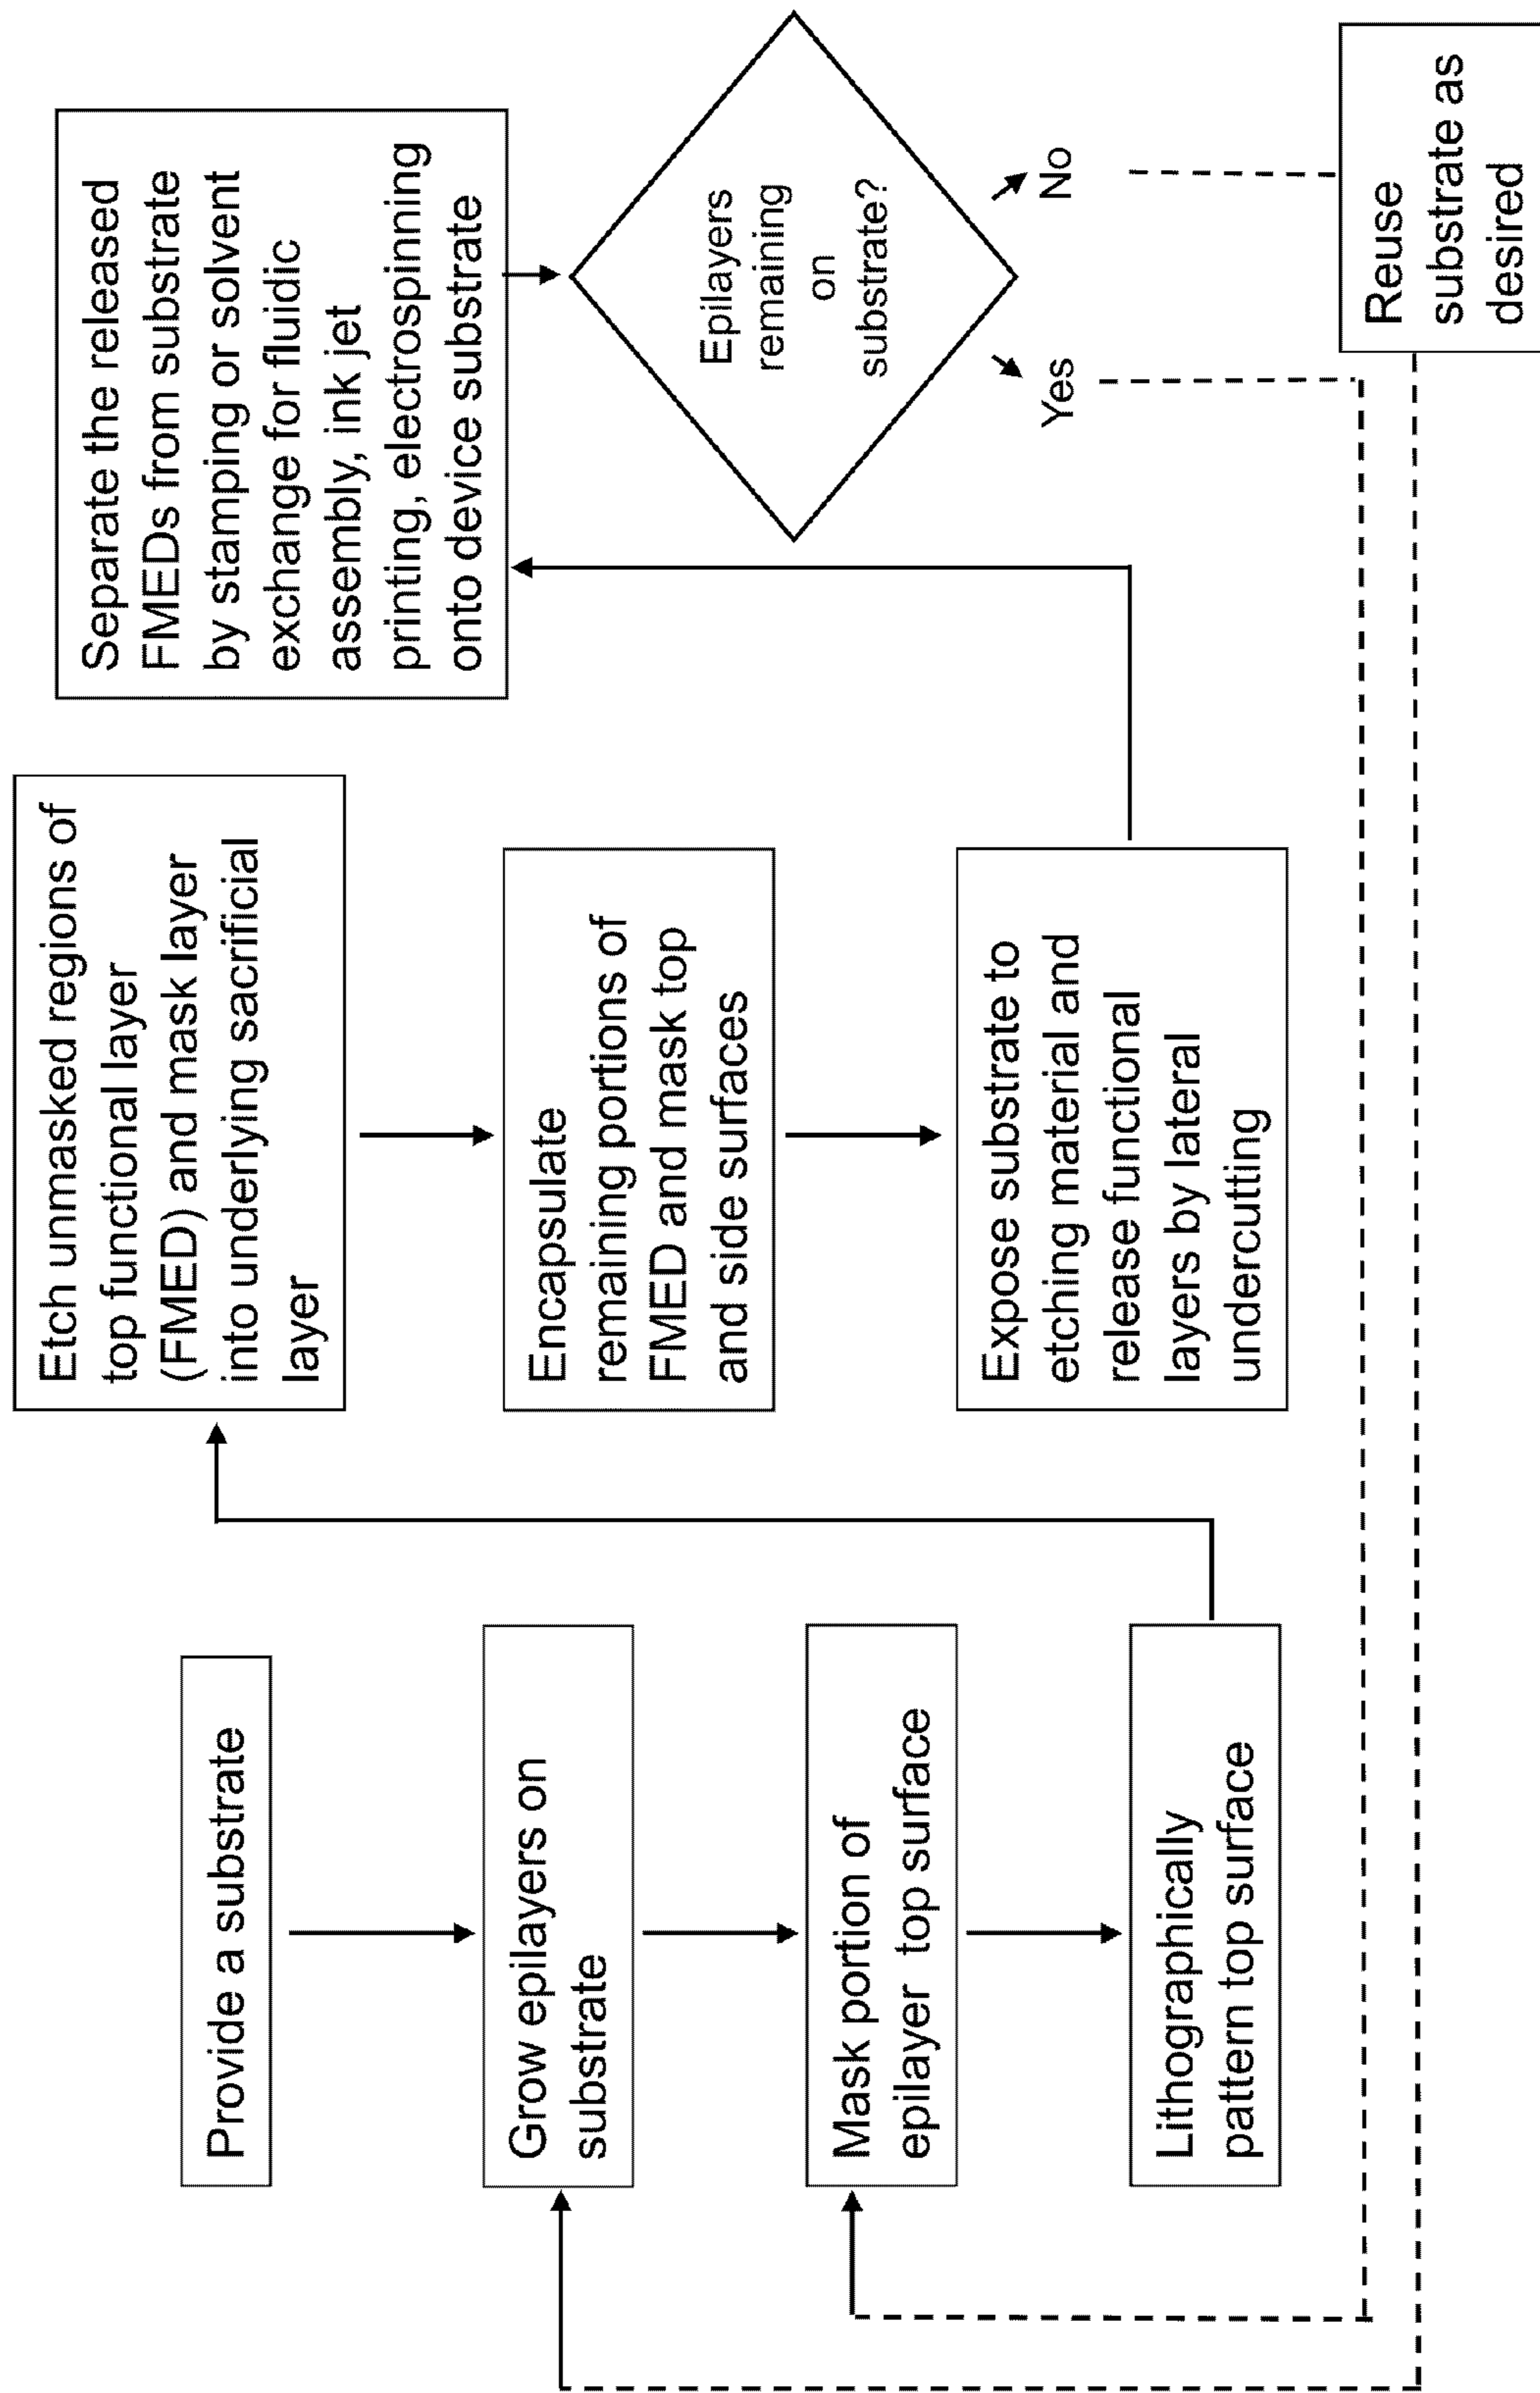 Provide a substrate
Grow epilayers on
substrate
Mask portion of
epilayer top surface
Lithographically
pattern top surface
Etch unmasked regions of
top functional layer
(FMED) and mask layer
into underlying sacrificial
layer
Encapsulate
remaining portions of
FMED and mask top
and side surfaces
Expose substrate to
etching material and
release functional
layers by lateral
undercutting
Separate the released
FMEDs from substrate
by stamping or solvent
exchange for fluidic
assembly, ink jet
printing, electrospinning
onto device substrate
Epilayers
remaining
on
substrate?
Yes
No
Reuse
substrate as
desired